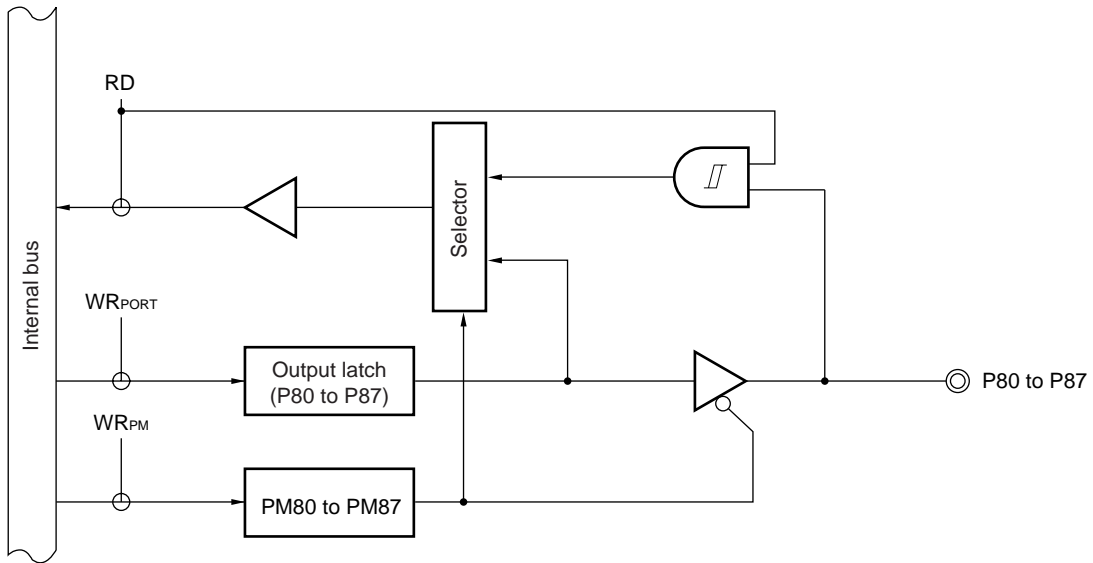 RD
Selector
Internal bus
WRPORT
Output latch
(P80 to P87)
P80 to P87
WRPM
PM80 to PM87